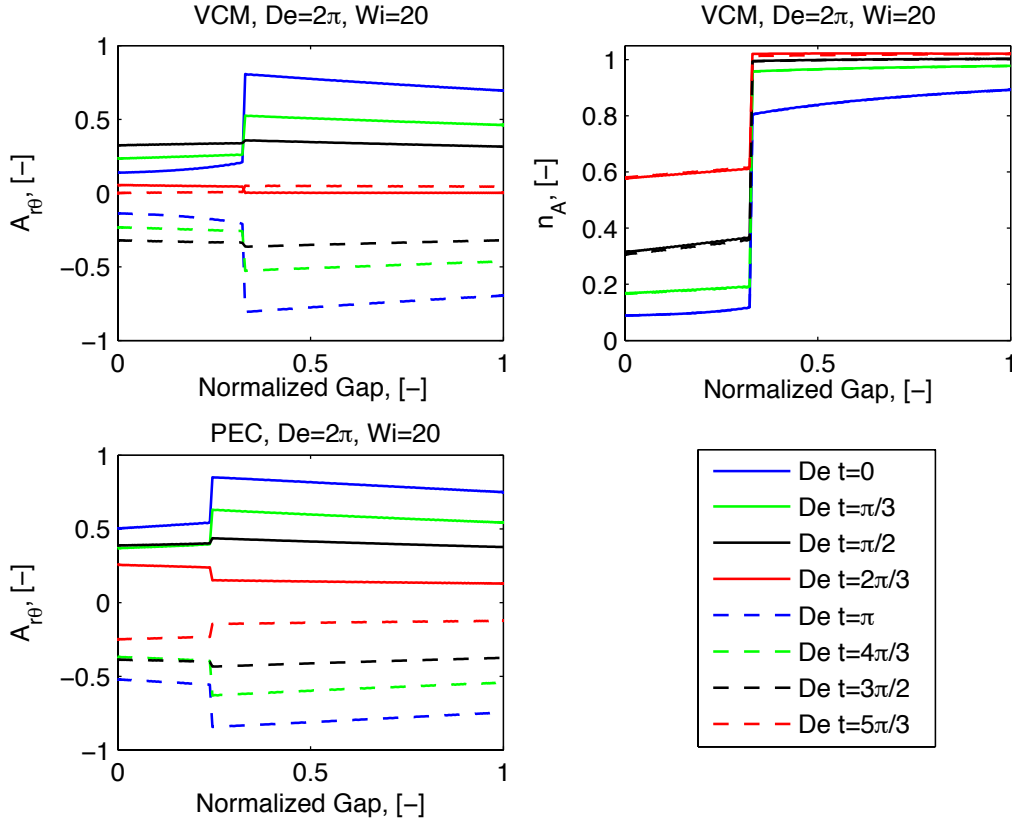 VCM, De=2π, Wi=20
1
0.5
0
−0.5
−1
A_rθ, [−]
0
0.5
1
Normalized Gap, [−]
VCM, De=2π, Wi=20
1
0.8
0.6
0.4
0.2
0
n_A, [−]
0
0.5
1
Normalized Gap, [−]
PEC, De=2π, Wi=20
1
0.5
0
−0.5
−1
A_rθ, [−]
0
0.5
1
Normalized Gap, [−]
De t=0
De t=π/3
De t=π/2
De t=2π/3
De t=π
De t=4π/3
De t=3π/2
De t=5π/3